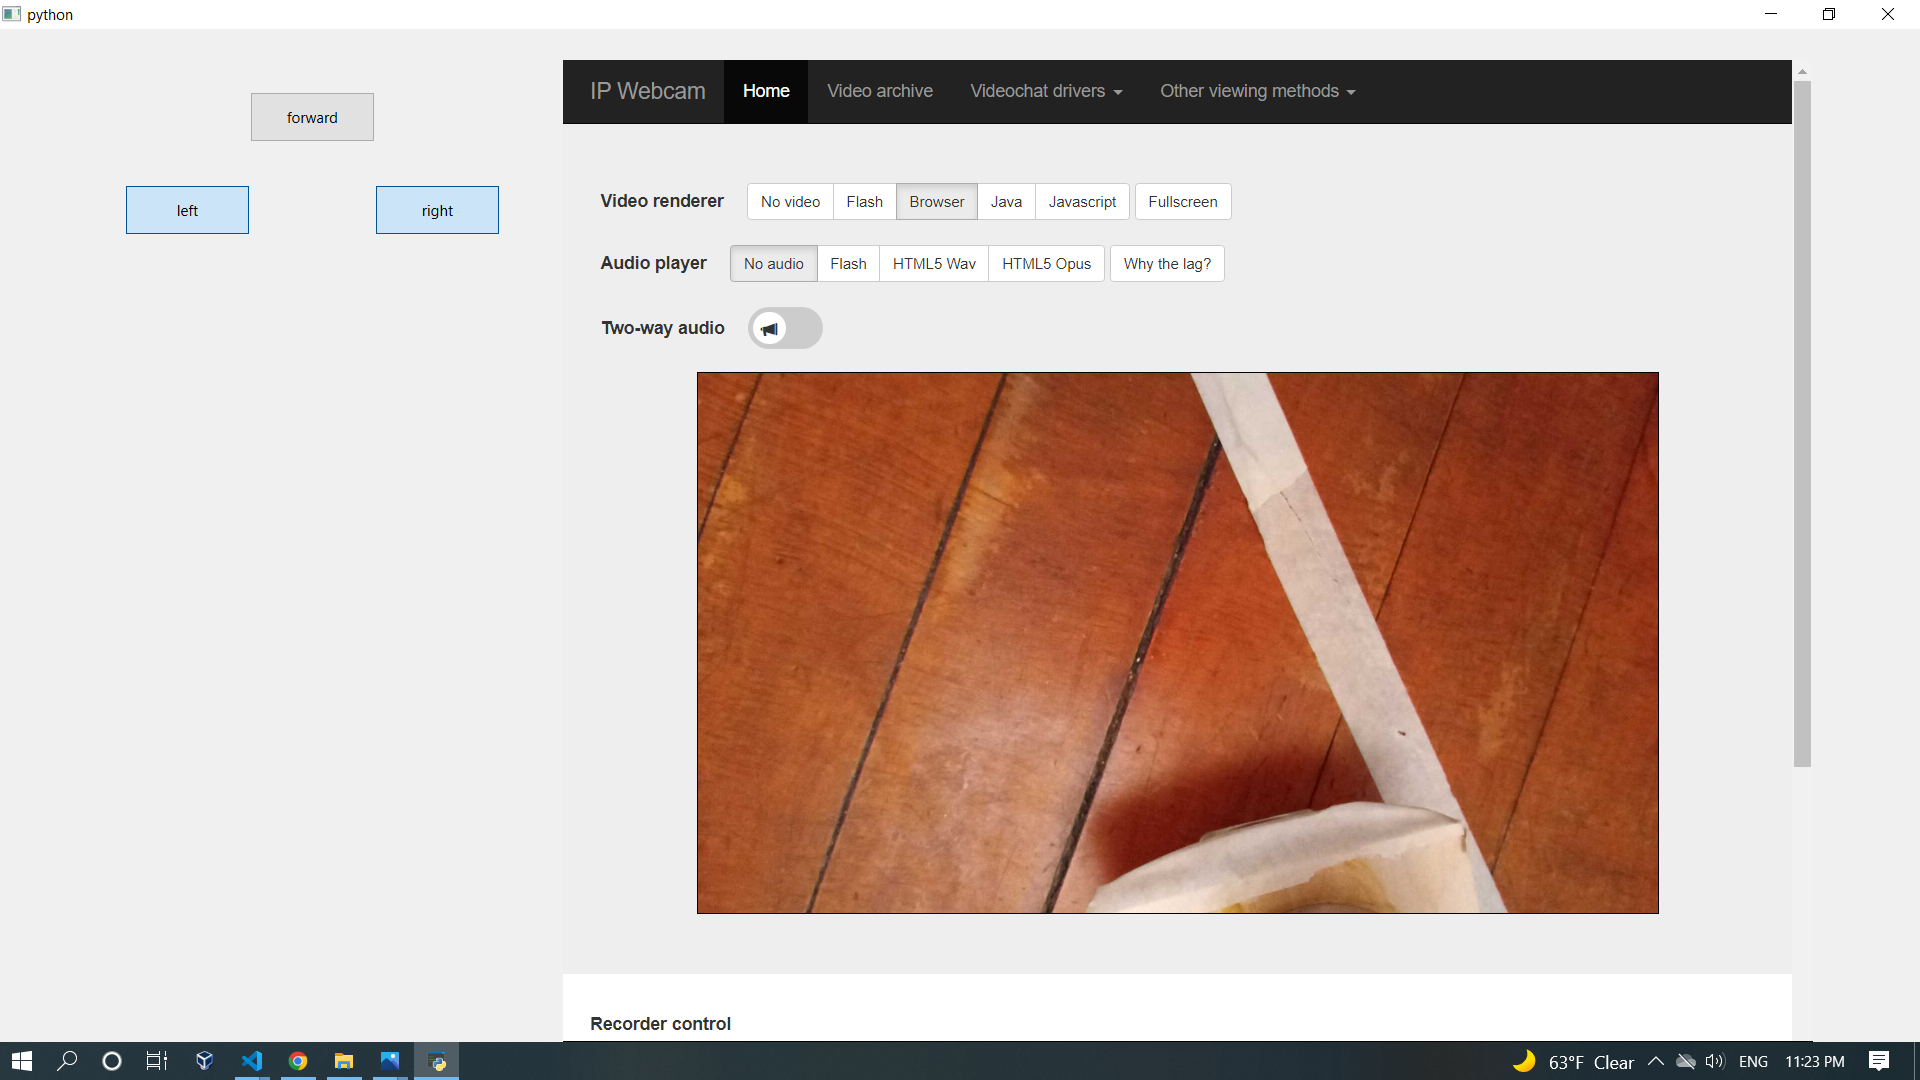 python
forward
left
right
IP Webcam Home Video archive Videochat drivers Other viewing methods
Video renderer No video Flash Browser Java Javascript Fullscreen
Audio player No audio Flash HTML5 Wav HTML5 Opus Why the lag?
Two-way audio
Recorder control
63°F Clear ENG 11:23 PM